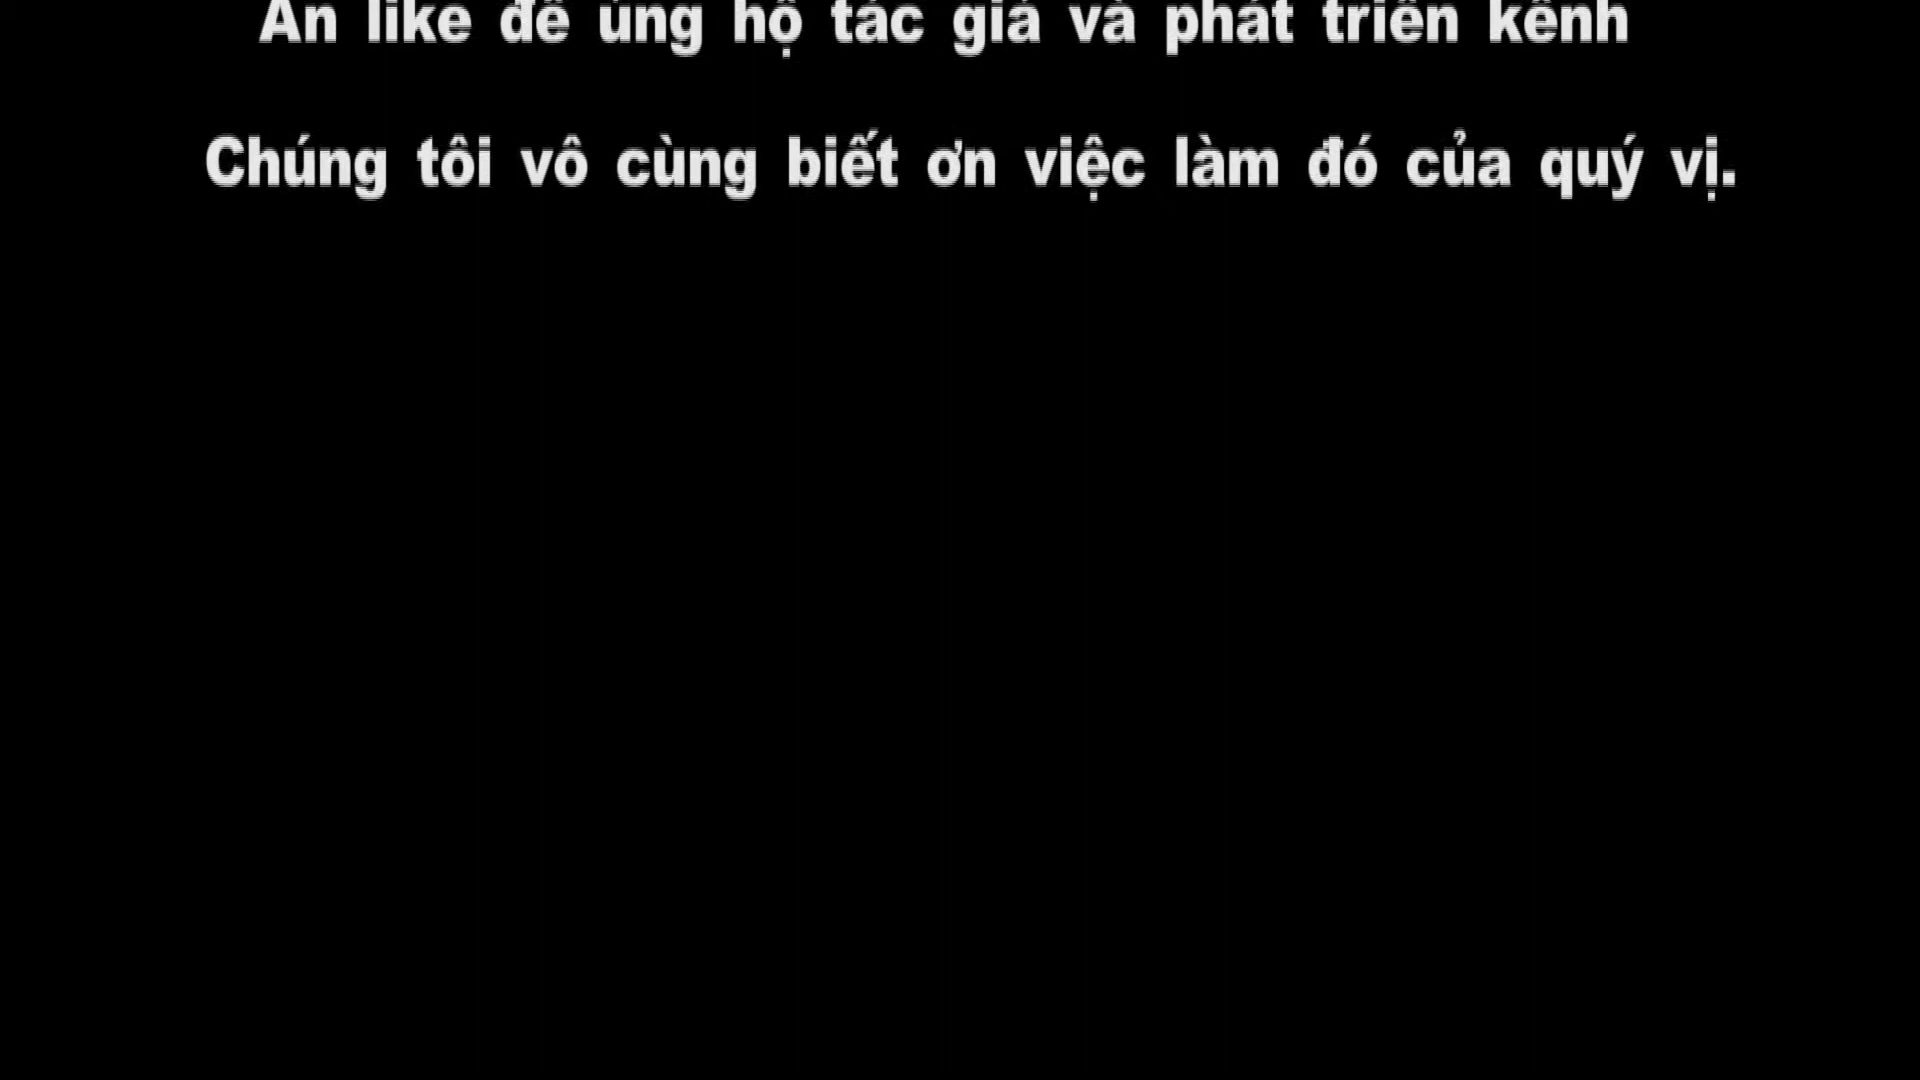 Ấn like để ủng hộ tác giả và phát triển kênh
Chúng tôi vô cùng biết ơn việc làm đó của quý vị.